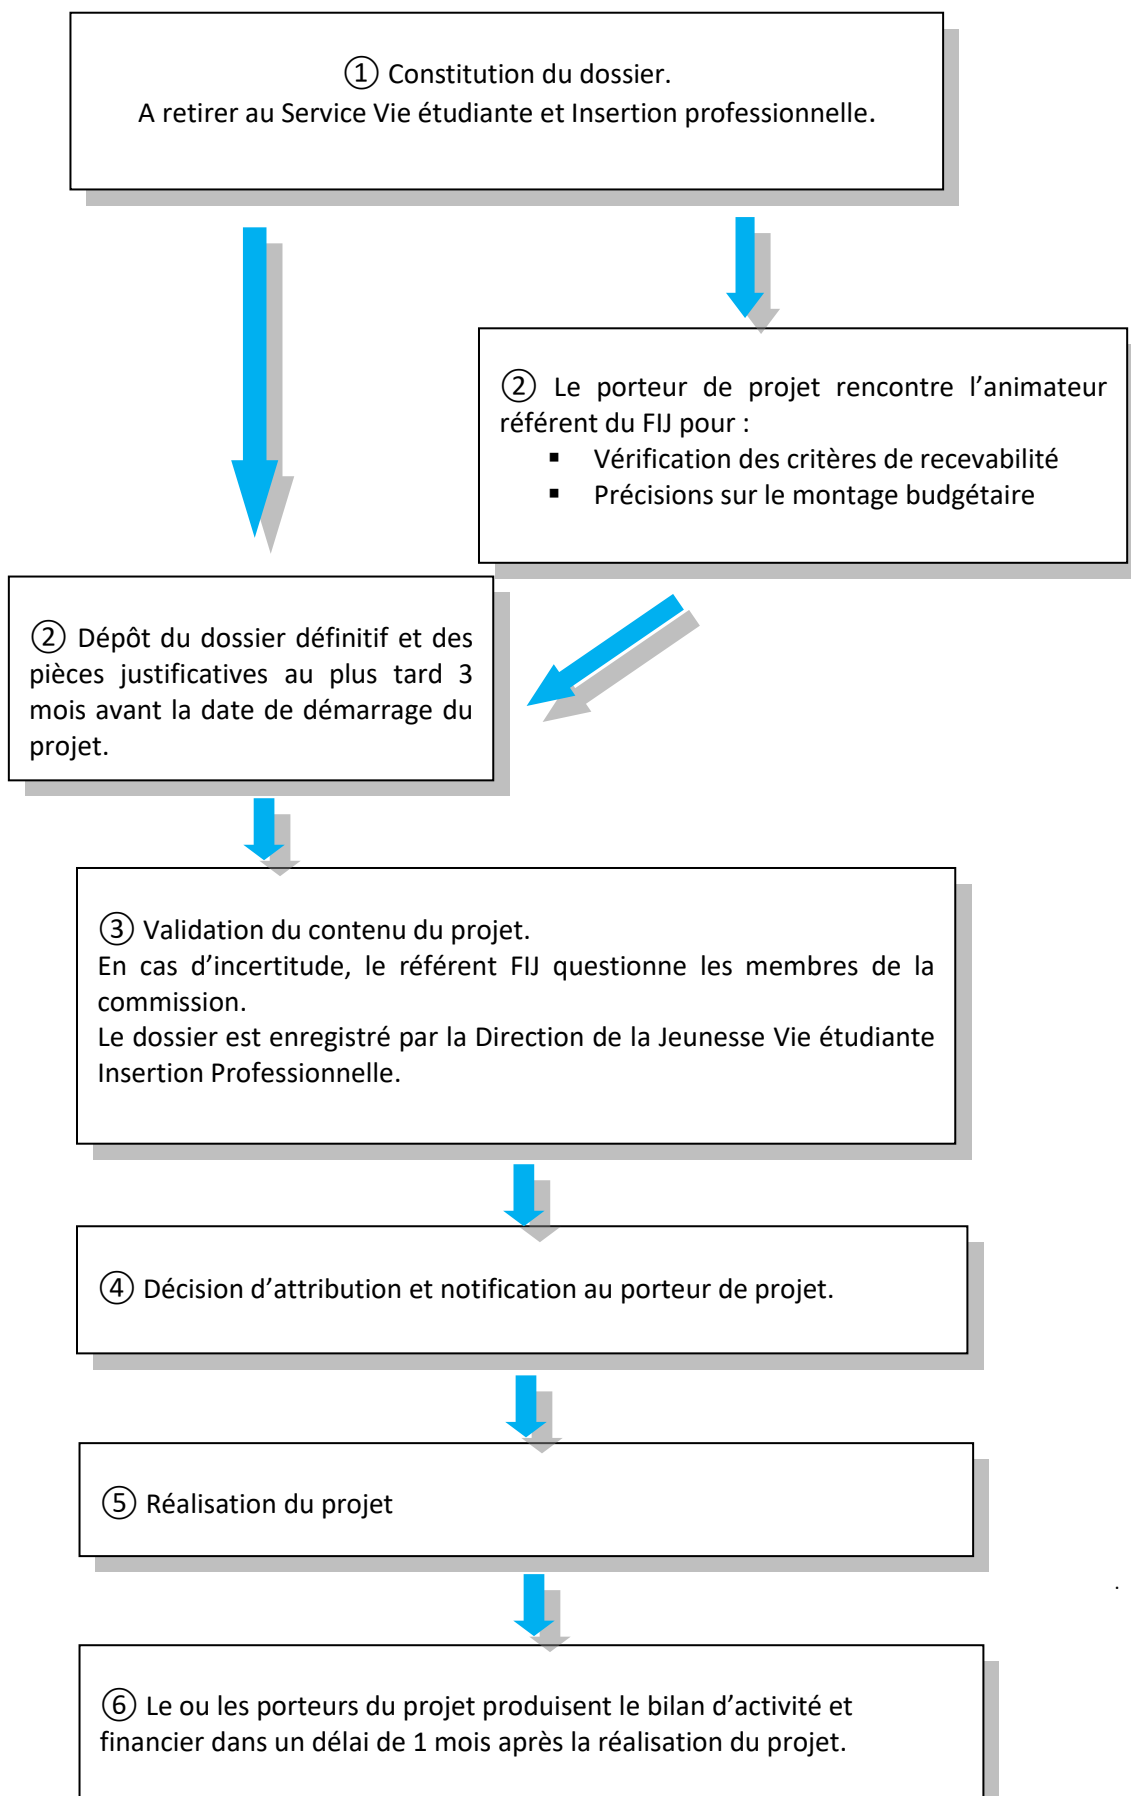 ① Constitution du dossier.
A retirer au Service Vie étudiante et Insertion professionnelle.
② Le porteur de projet rencontre l’animateur
référent du FIJ pour :
▪ Vérification des critères de recevabilité
▪ Précisions sur le montage budgétaire
② Dépôt du dossier définitif et des
pièces justificatives au plus tard 3
mois avant la date de démarrage du
projet.
③ Validation du contenu du projet.
En cas d’incertitude, le référent FIJ questionne les membres de la
commission.
Le dossier est enregistré par la Direction de la Jeunesse Vie étudiante
Insertion Professionnelle.
④ Décision d’attribution et notification au porteur de projet.
⑤ Réalisation du projet
.
⑥ Le ou les porteurs du projet produisent le bilan d’activité et
financier dans un délai de 1 mois après la réalisation du projet.